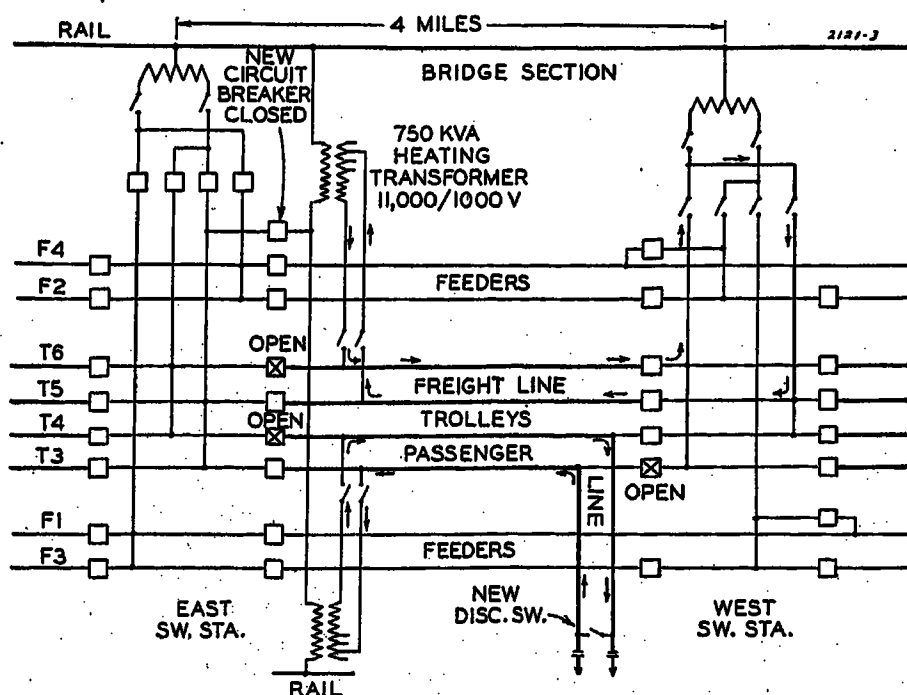 RAIL
4 MILES
2121-3
NEW
CIRCUIT
BREAKER
CLOSED
BRIDGE SECTION
750 KVA
HEATING
TRANSFORMER
11,000/1000 V
F4
F2
FEEDERS
OPEN
T6
T5
FREIGHT LINE
OPEN
TROLLEYS
T4
T3
PASSENGER
LINE
OPEN
F1
F3
FEEDERS
EAST
SW. STA.
NEW
DISC. SW.
WEST
SW. STA.
RAIL